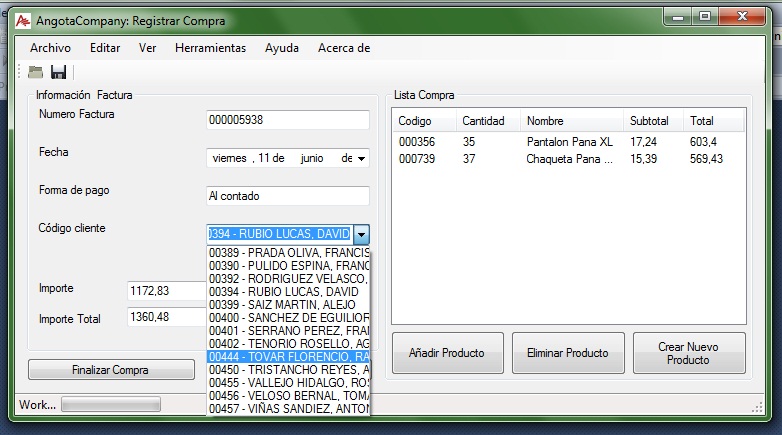 AngotaCompany: Registrar Compra
Archivo Editar Ver Herramientas Ayuda Acerca de
Información Factura
Numero Factura
000005938
Fecha
viernes , 11 de junio de
Forma de pago
Al contado
Código cliente
0394 - RUBIO LUCAS, DAVID
00389 - PRADA OLIVA, FRANCIS
00390 - PULIDO ESPINA, FRANC
00392 - RODRIGUEZ VELASCO,
00394 - RUBIO LUCAS, DAVID
00399 - SAIZ MARTIN, ALEJO
00400 - SANCHEZ DE EGUILIOR
00401 - SERRANO PEREZ, FRAN
00402 - TENORIO ROSELLO, AG
00444 - TOVAR FLORENCIO, RA
00450 - TRISTANCHO REYES, A
00455 - VALLEJO HIDALGO, ROS
00456 - VELOSO BERNAL, TOMA
00457 - VIÑAS SANDIEZ, ANTON
Importe
1172,83
Importe Total
1360,48
Finalizar Compra
Lista Compra
Codigo Cantidad Nombre Subtotal Total
000356 35 Pantalon Pana XL 17,24 603,4
000739 37 Chaqueta Pana ... 15,39 569,43
Añadir Producto
Eliminar Producto
Crear Nuevo
Producto
Work...